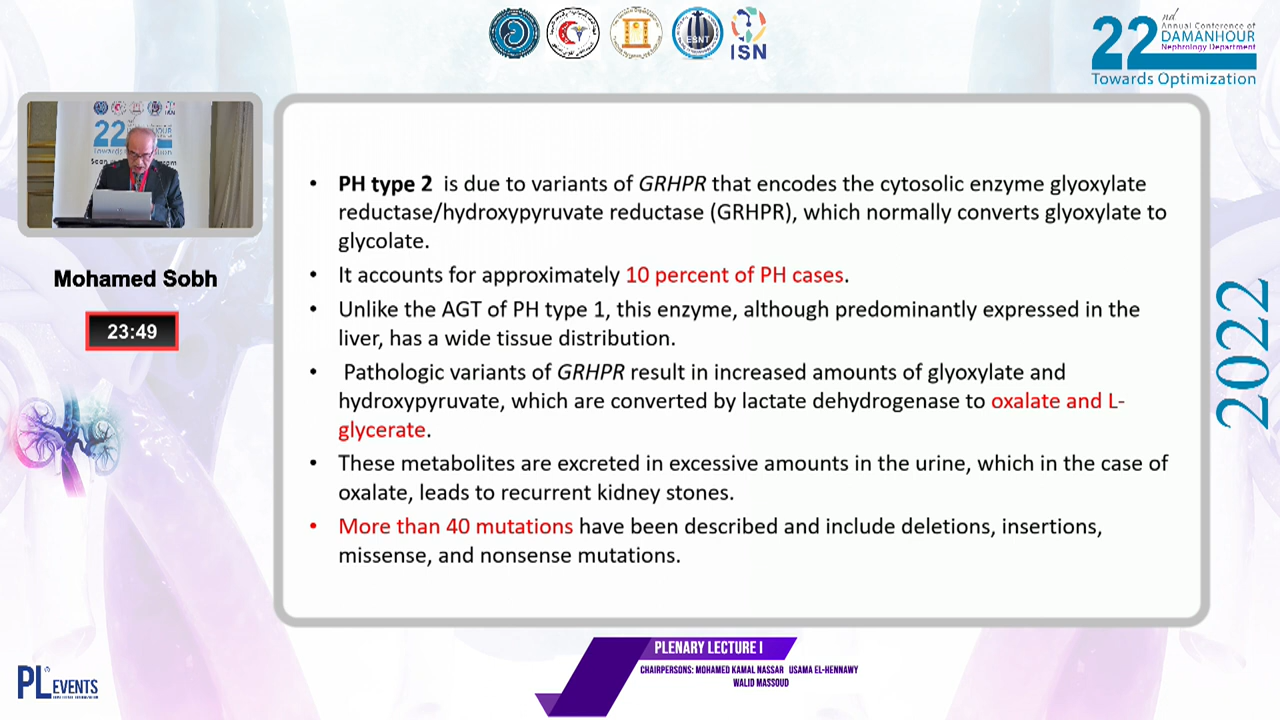 ESNT
ISN
22nd
Annual Conference of
DAMANHOUR
Nephrology Department
Towards Optimization
22
Mohamed Sobh
23:49
• PH type 2 is due to variants of GRHPR that encodes the cytosolic enzyme glyoxylate
reductase/hydroxypyruvate reductase (GRHPR), which normally converts glyoxylate to
glycolate.
• It accounts for approximately 10 percent of PH cases.
• Unlike the AGT of PH type 1, this enzyme, although predominantly expressed in the
liver, has a wide tissue distribution.
• Pathologic variants of GRHPR result in increased amounts of glyoxylate and
hydroxypyruvate, which are converted by lactate dehydrogenase to oxalate and L-
glycerate.
• These metabolites are excreted in excessive amounts in the urine, which in the case of
oxalate, leads to recurrent kidney stones.
• More than 40 mutations have been described and include deletions, insertions,
missense, and nonsense mutations.
2022
PLENARY LECTURE I
CHAIRPERSONS: MOHAMED KAMAL NASSAR USAMA EL-HENNAWY
WALID MASSOUD
PL EVENTS